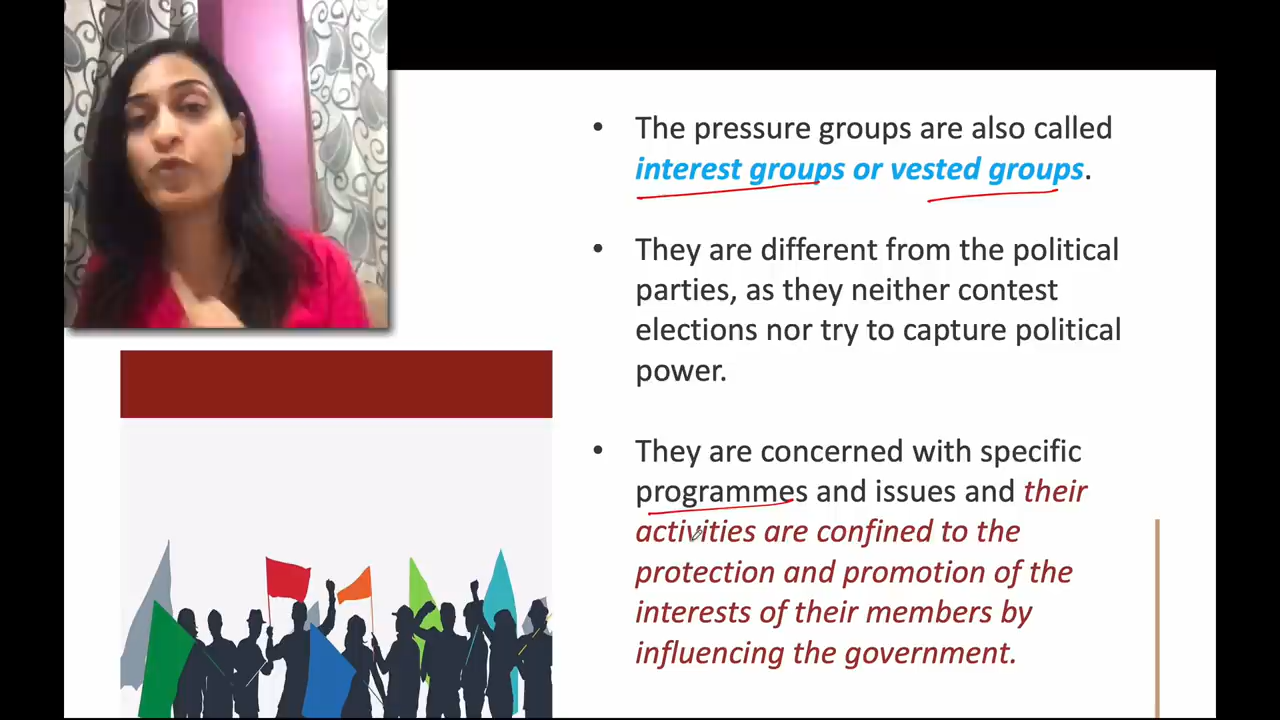 • The pressure groups are also called
interest groups or vested groups.
• They are different from the political
parties, as they neither contest
elections nor try to capture political
power.
• They are concerned with specific
programmes and issues and their
activities are confined to the
protection and promotion of the
interests of their members by
influencing the government.